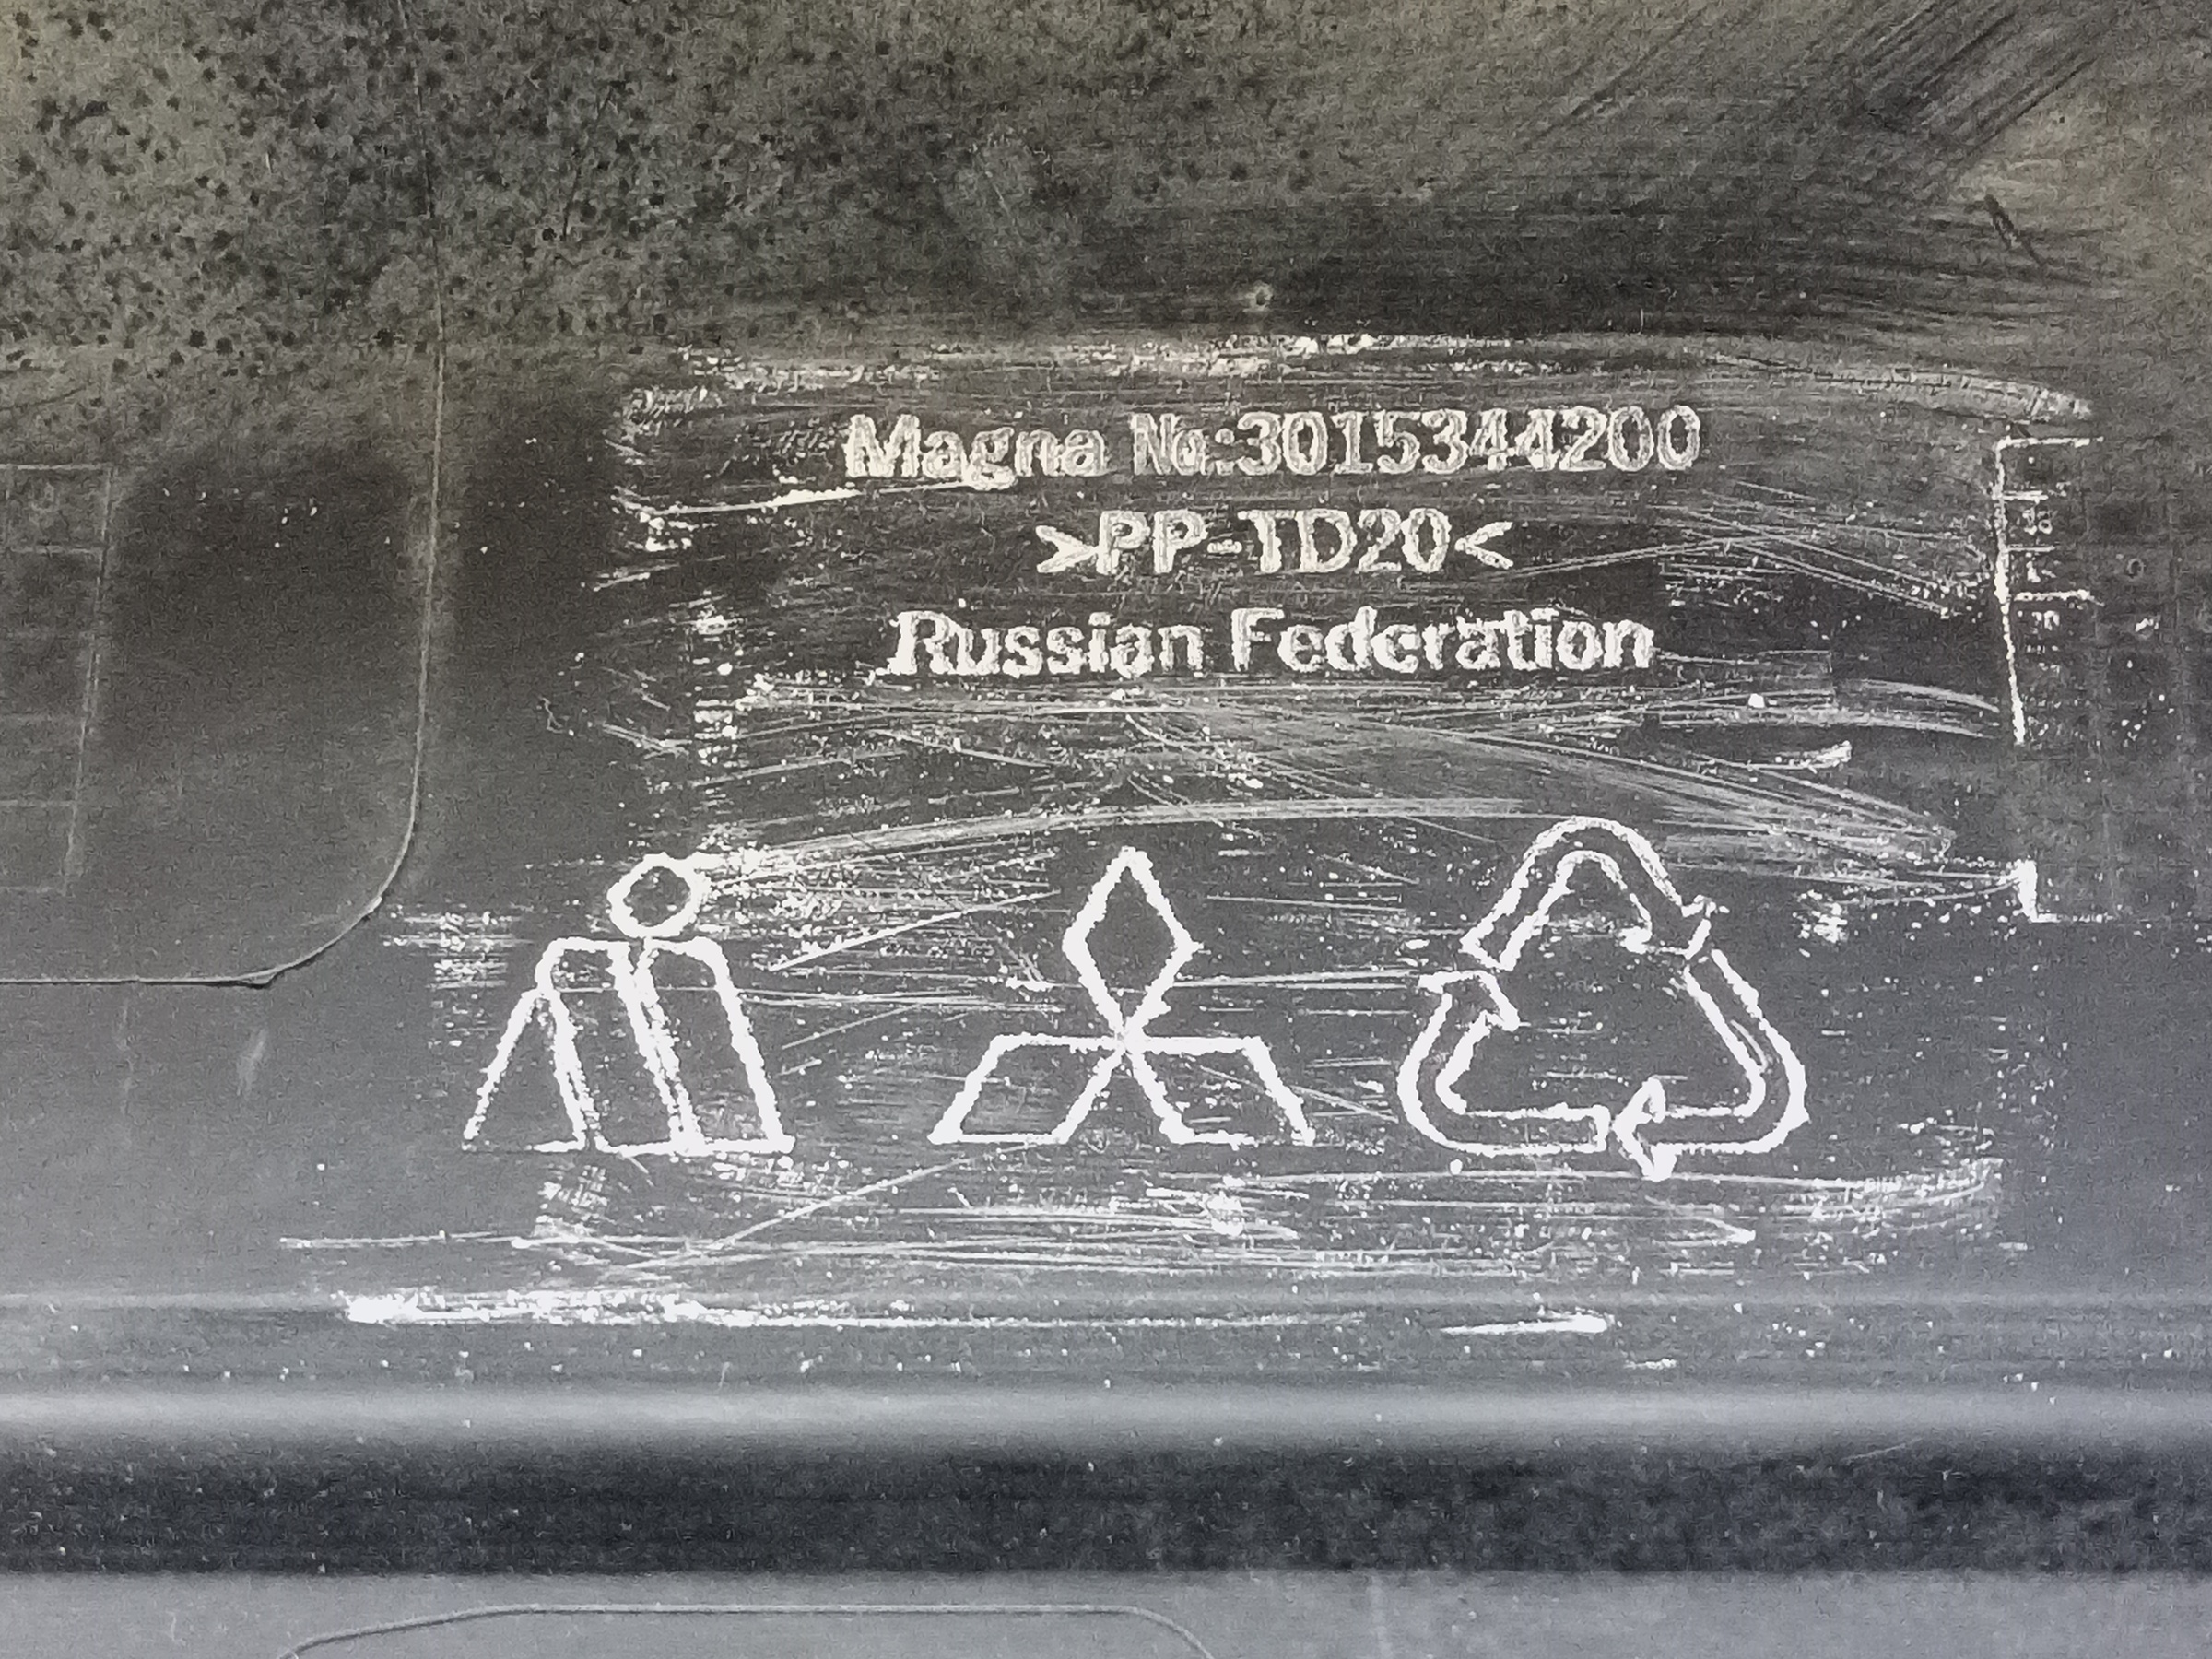 Magna No:3015344200
>PP-TD20<
Russian Federation